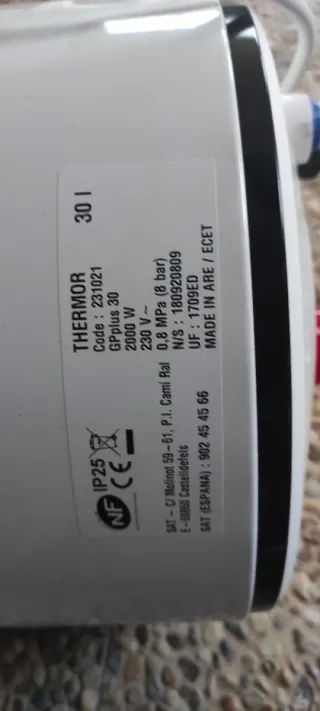 THERMOR 30 l
Code : 231021
GPplus 30
2000 W
230 V ~
0,8 MPa (8 bar)
N/S : 180920809
UF : 1709ED
MADE IN ARE / ECET
NF IP25
CE
SAT - C/ Molinot 59-61, P.I. Camí Ral
E-08860 Castelldefels
SAT (ESPANA) : 902 45 45 66